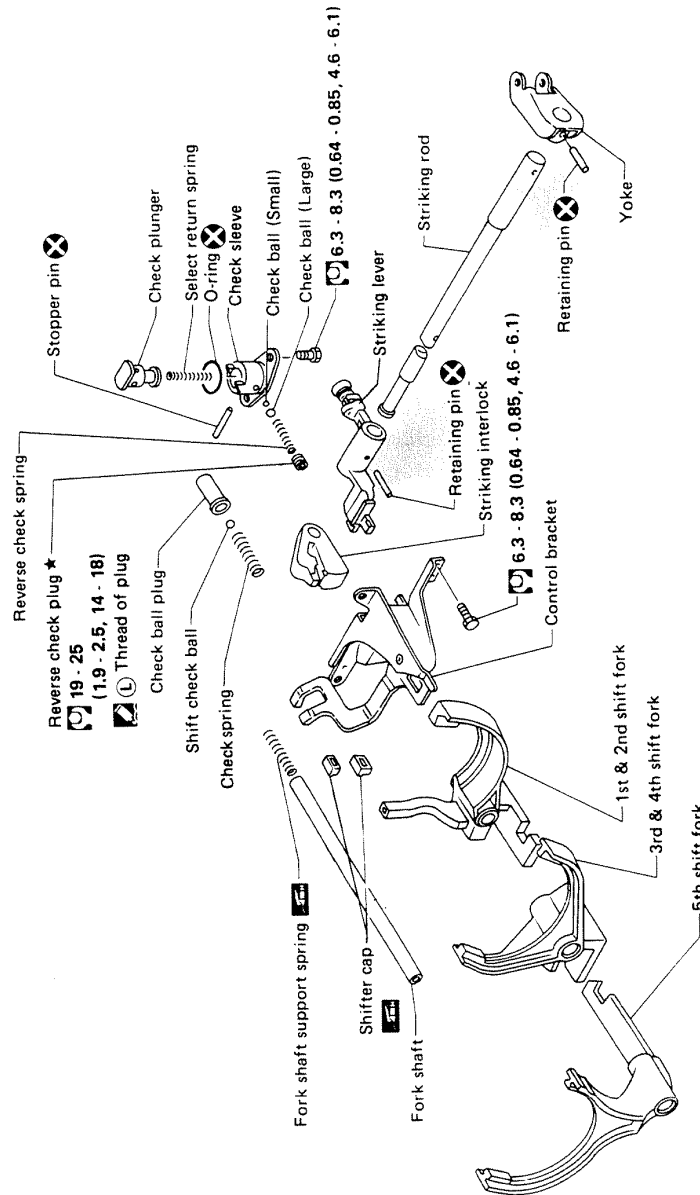 Reverse check spring
Reverse check plug ★
19 - 25
(1.9 - 2.5, 14 - 18)
Ⓛ Thread of plug
Check ball plug
Shift check ball
Check spring
Stopper pin
Check plunger
Select return spring
O-ring
Check sleeve
Check ball (Small)
Check ball (Large)
6.3 - 8.3 (0.64 - 0.85, 4.6 - 6.1)
Striking lever
Striking rod
Retaining pin
Yoke
Retaining pin
Striking interlock
6.3 - 8.3 (0.64 - 0.85, 4.6 - 6.1)
Control bracket
Fork shaft support spring
Shifter cap
Fork shaft
1st & 2nd shift fork
3rd & 4th shift fork
5th shift fork